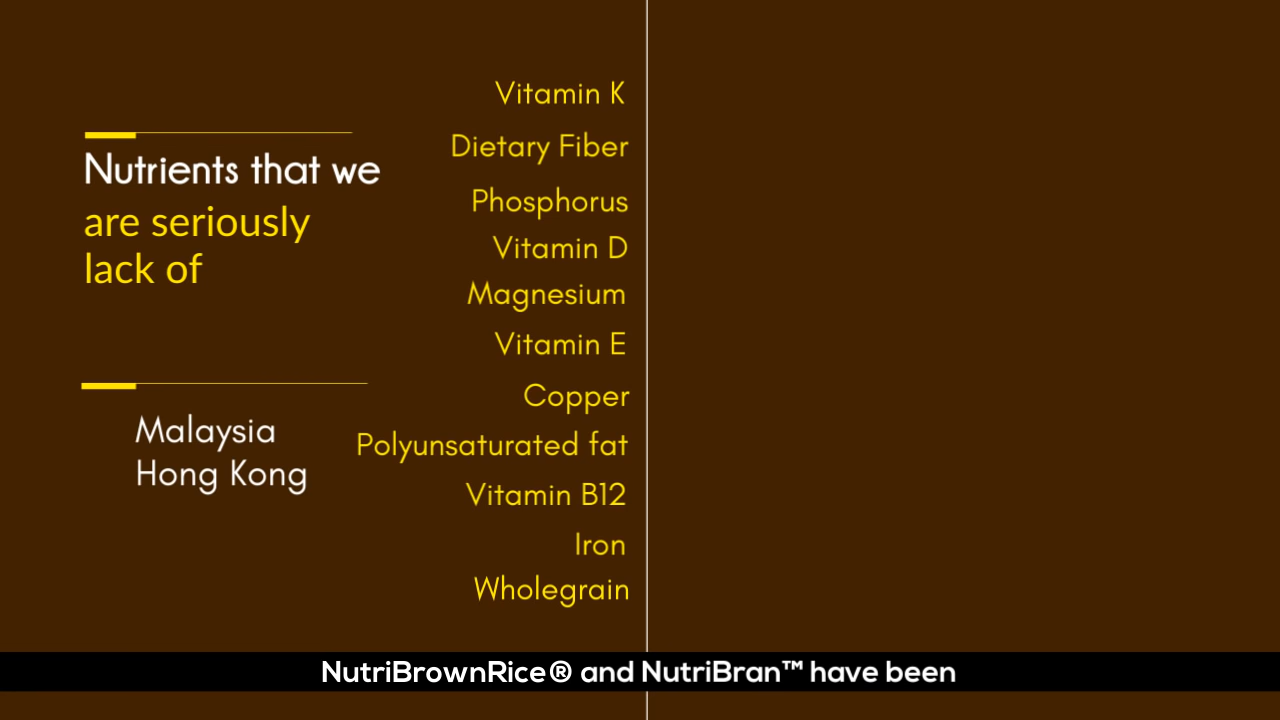 Nutrients that we
are seriously
lack of
Malaysia
Hong Kong
Vitamin K
Dietary Fiber
Phosphorus
Vitamin D
Magnesium
Vitamin E
Copper
Polyunsaturated fat
Vitamin B12
Iron
Wholegrain
NutriBrownRice® and NutriBran™ have been